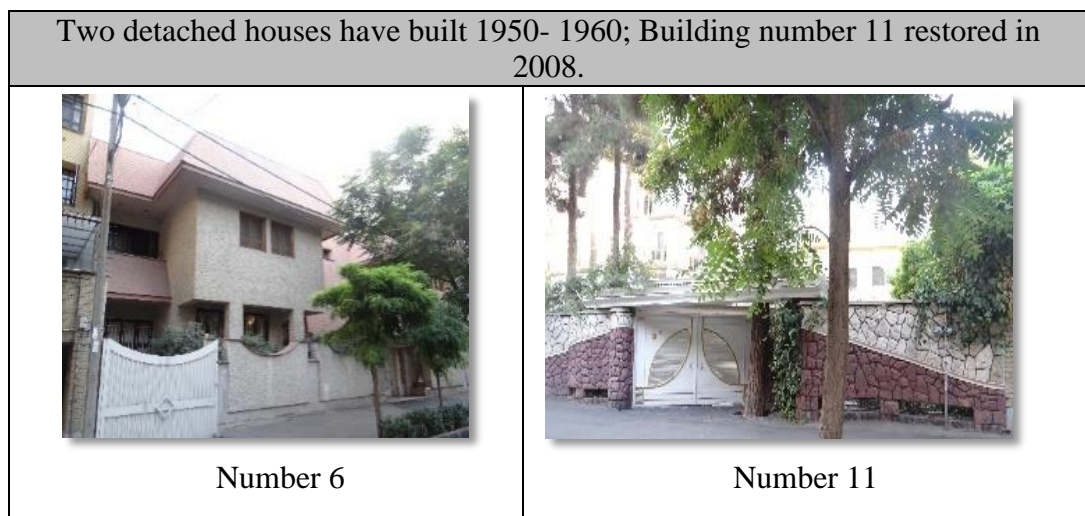 Two detached houses have built 1950- 1960; Building number 11 restored in
2008.
Number 6
Number 11